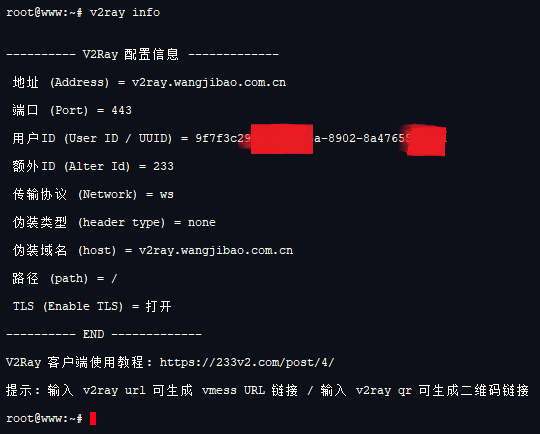 root@www:~# v2ray info
---------- V2Ray 配置信息 -------------
地址 (Address) = v2ray.wangjibao.com.cn
端口 (Port) = 443
用户ID (User ID / UUID) = 9f7f3c29 a-8902-8a4765
额外ID (Alter Id) = 233
传输协议 (Network) = ws
伪装类型 (header type) = none
伪装域名 (host) = v2ray.wangjibao.com.cn
路径 (path) = /
TLS (Enable TLS) = 打开
---------- END -------------
V2Ray 客户端使用教程: https://233v2.com/post/4/
提示: 输入 v2ray url 可生成 vmess URL 链接 / 输入 v2ray qr 可生成二维码链接
root@www:~#